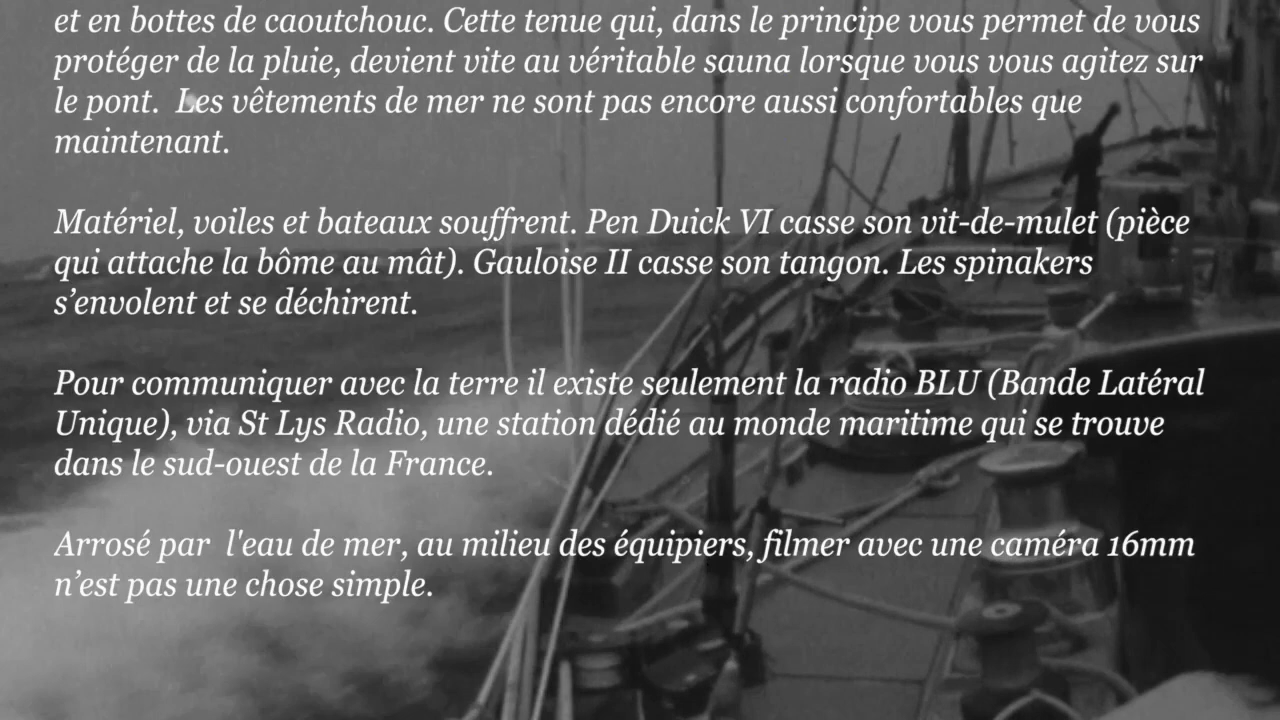 et en bottes de caoutchouc. Cette tenue qui, dans le principe vous permet de vous
protéger de la pluie, devient vite au véritable sauna lorsque vous vous agitez sur
le pont.  Les vêtements de mer ne sont pas encore aussi confortables que
maintenant.
Matériel, voiles et bateaux souffrent. Pen Duick VI casse son vit-de-mulet (pièce
qui attache la bôme au mât). Gauloise II casse son tangon. Les spinakers
s’envolent et se déchirent.
Pour communiquer avec la terre il existe seulement la radio BLU (Bande Latéral
Unique), via St Lys Radio, une station dédié au monde maritime qui se trouve
dans le sud-ouest de la France.
Arrosé par  l'eau de mer, au milieu des équipiers, filmer avec une caméra 16mm
n’est pas une chose simple.